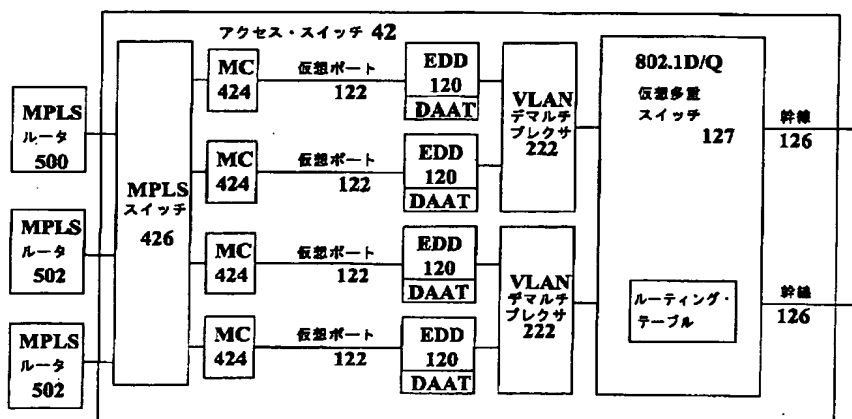 アクセス・スイッチ 42
MPLS
ルータ
500
MPLS
ルータ
502
MPLS
ルータ
502
MPLS
スイッチ
426
MC
424
仮想ポート
122
EDD
120
DAAT
MC
424
仮想ポート
122
EDD
120
DAAT
MC
424
仮想ポート
122
EDD
120
DAAT
MC
424
仮想ポート
122
EDD
120
DAAT
VLAN
デマルチ
プレクサ
222
VLAN
デマルチ
プレクサ
222
802.1D/Q
仮想多重
スイッチ
127
ルーティング・
テーブル
幹線
126
幹線
126